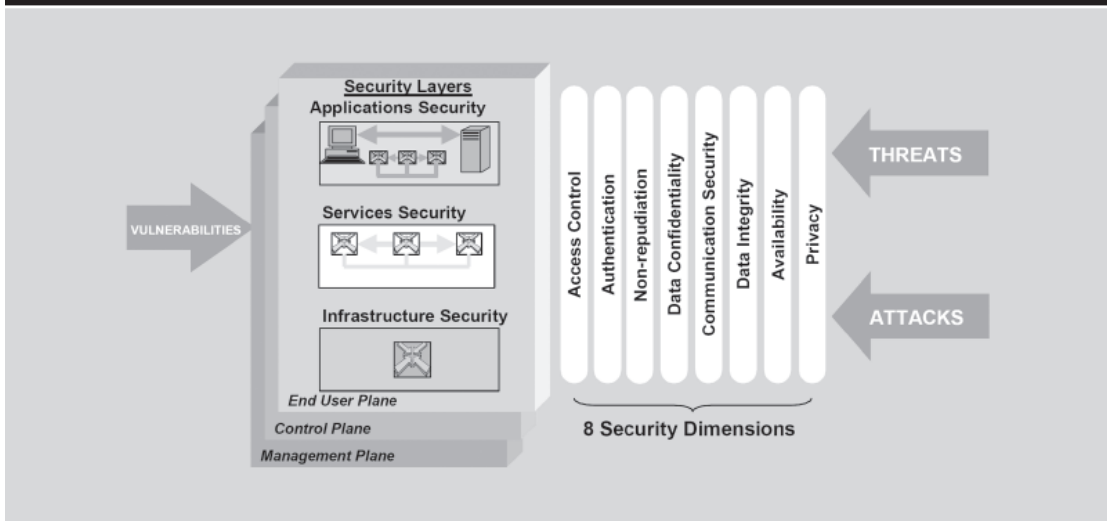 Security Layers
Applications Security
VULNERABILITIES
Services Security
Infrastructure Security
End User Plane
Control Plane
Management Plane
Access Control
Authentication
Non-repudiation
Data Confidentiality
Communication Security
Data Integrity
Availability
Privacy
8 Security Dimensions
THREATS
ATTACKS